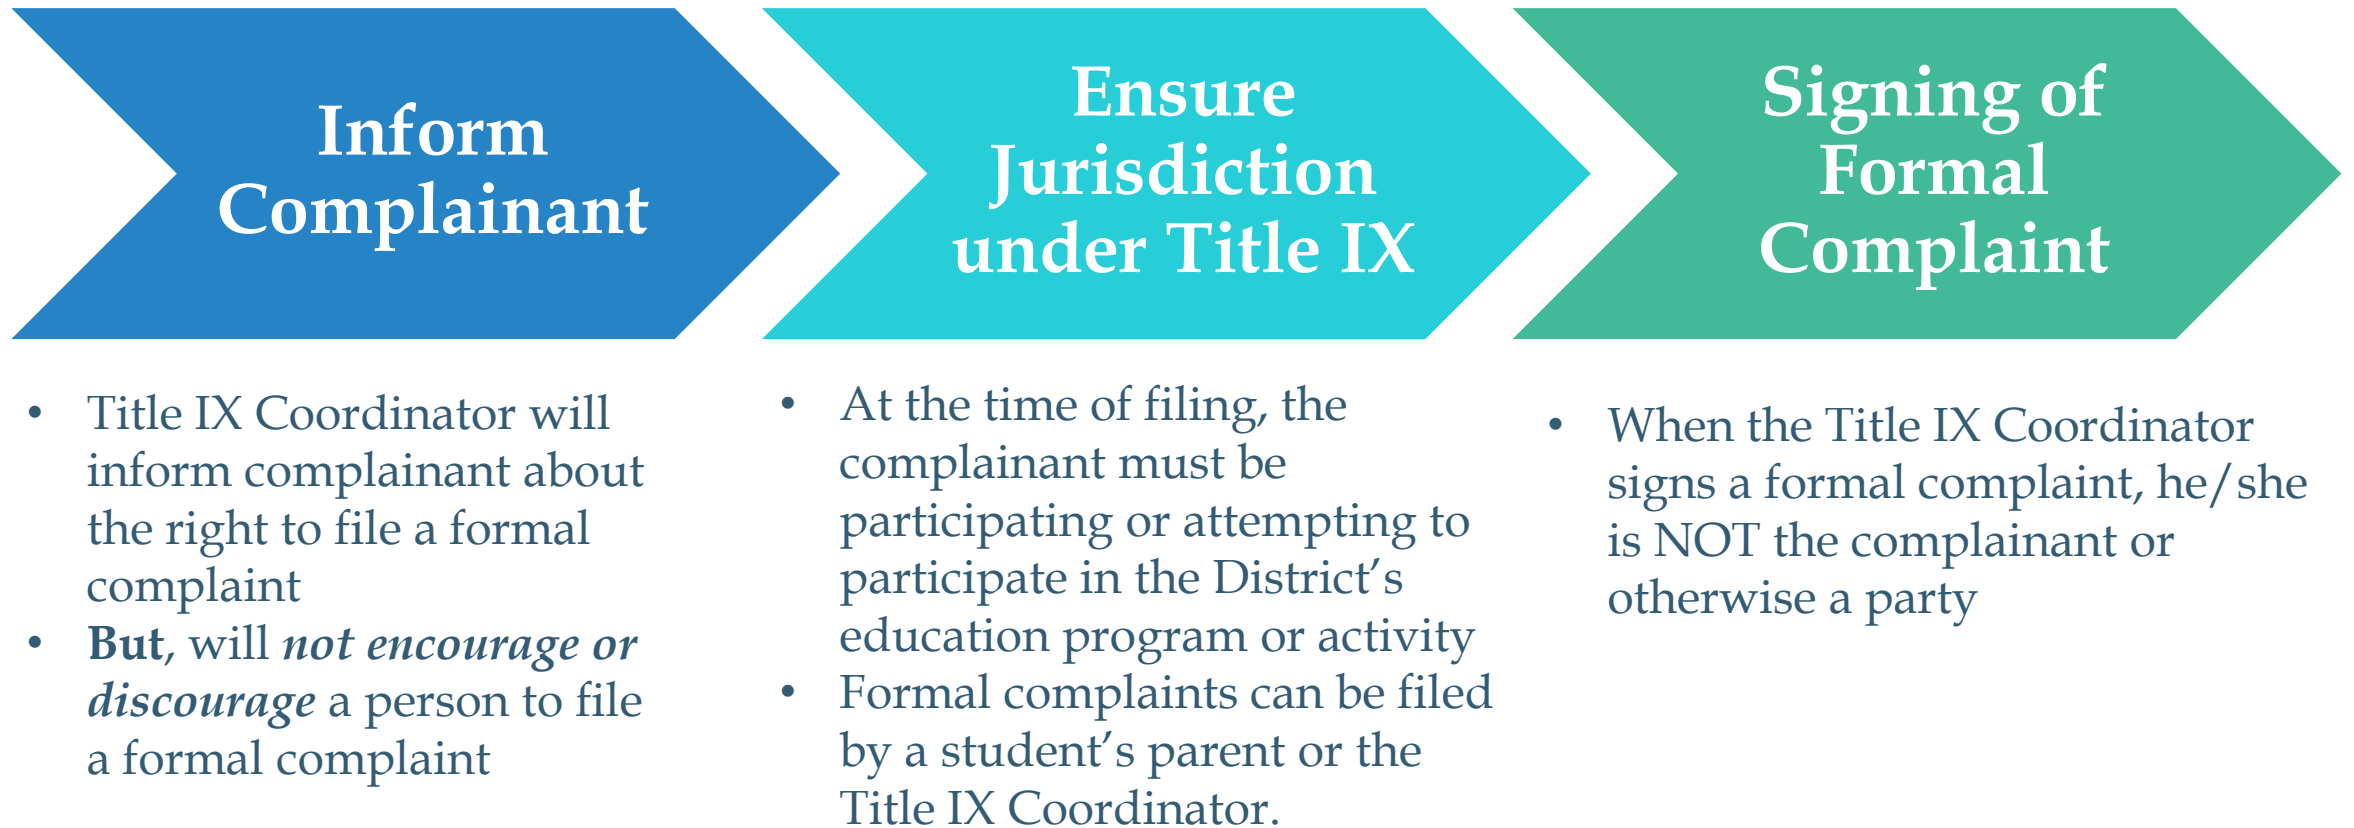 Inform
Complainant
• Title IX Coordinator will
inform complainant about
the right to file a formal
complaint
• But, will not encourage or
discourage a person to file
a formal complaint
Ensure
Jurisdiction
under Title IX
• At the time of filing, the
complainant must be
participating or attempting to
participate in the District’s
education program or activity
• Formal complaints can be filed
by a student’s parent or the
Title IX Coordinator.
Signing of
Formal
Complaint
• When the Title IX Coordinator
signs a formal complaint, he/she
is NOT the complainant or
otherwise a party